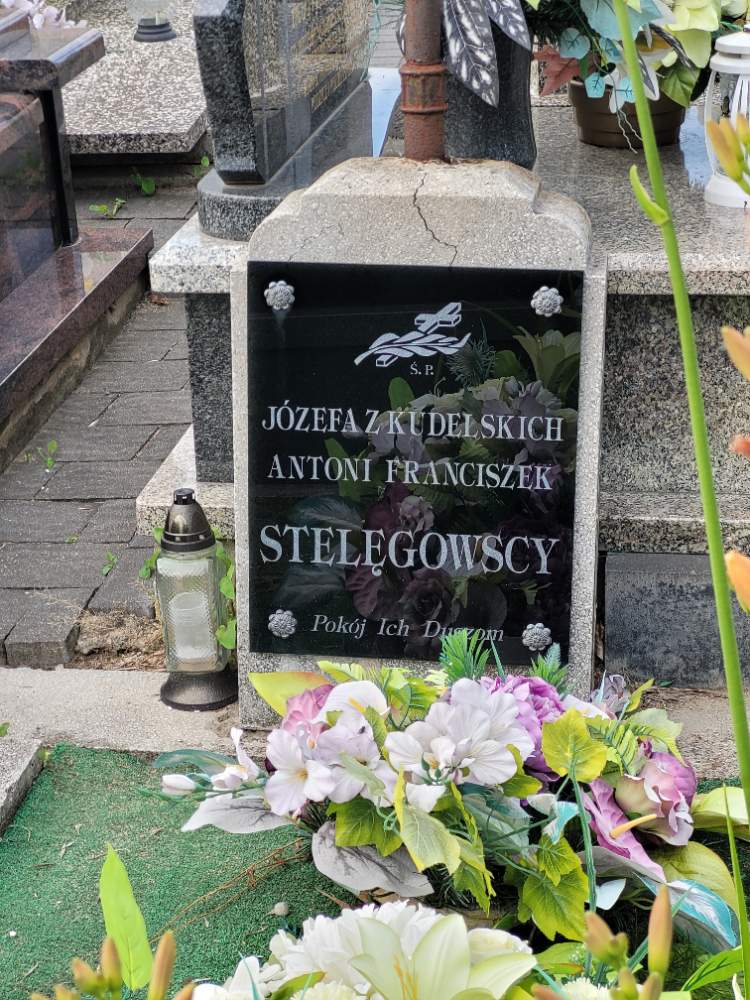 Ś.P.
JÓZEFA Z KUDELSKICH
ANTONI FRANCISZEK
STELĘGOWSCY
Pokój Ich Duszom